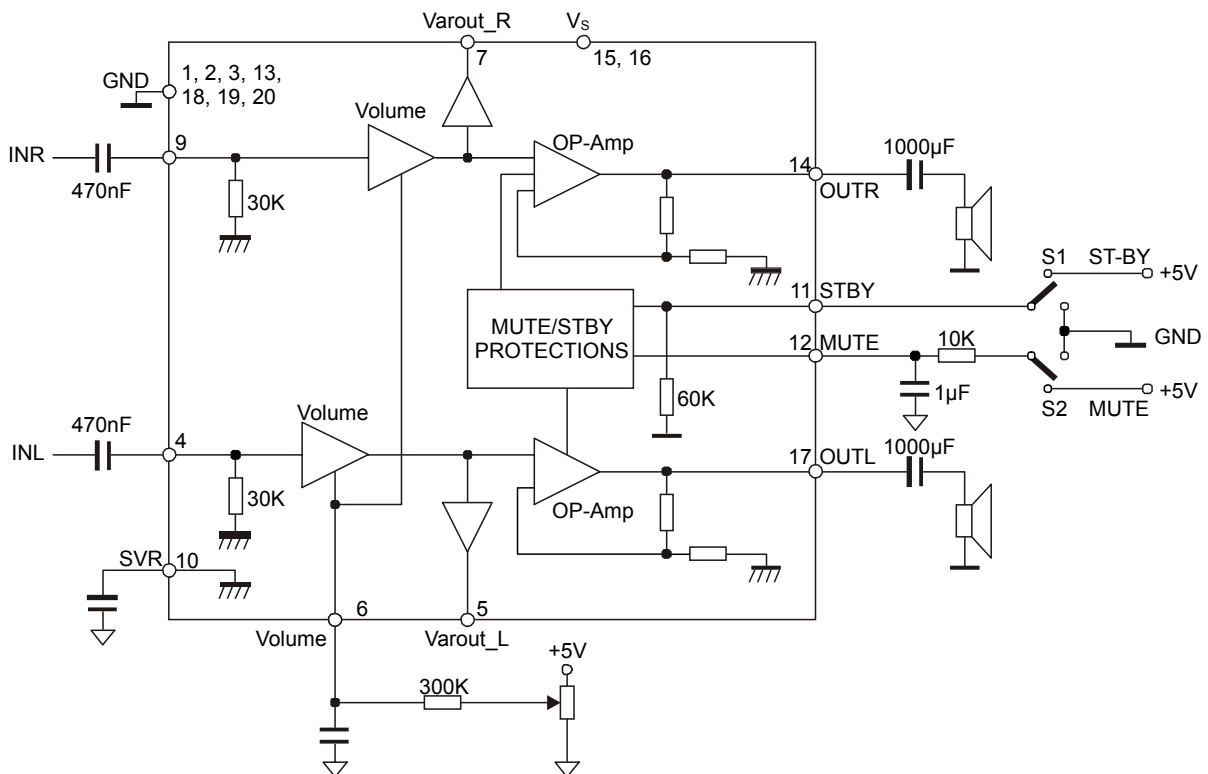 Varout_R
V_S
7
15, 16
GND
1, 2, 3, 13,
18, 19, 20
Volume
INR
9
OP-Amp
14
1000µF
470nF
30K
OUTR
S1
ST-BY
+5V
11
STBY
MUTE/STBY
PROTECTIONS
12
MUTE
10K
GND
60K
1µF
+5V
S2
MUTE
470nF
Volume
1000µF
INL
4
17
OUTL
30K
OP-Amp
SVR
10
6
5
Volume
Varout_L
+5V
300K